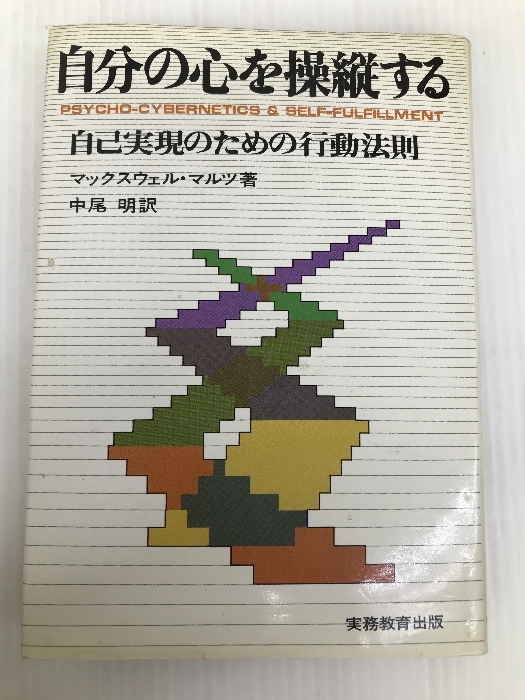 自分の心を操縦する
PSYCHO-CYBERNETICS & SELF-FULFILLMENT
自己実現のための行動法則
マックスウェル・マルツ著
中尾 明訳
実務教育出版